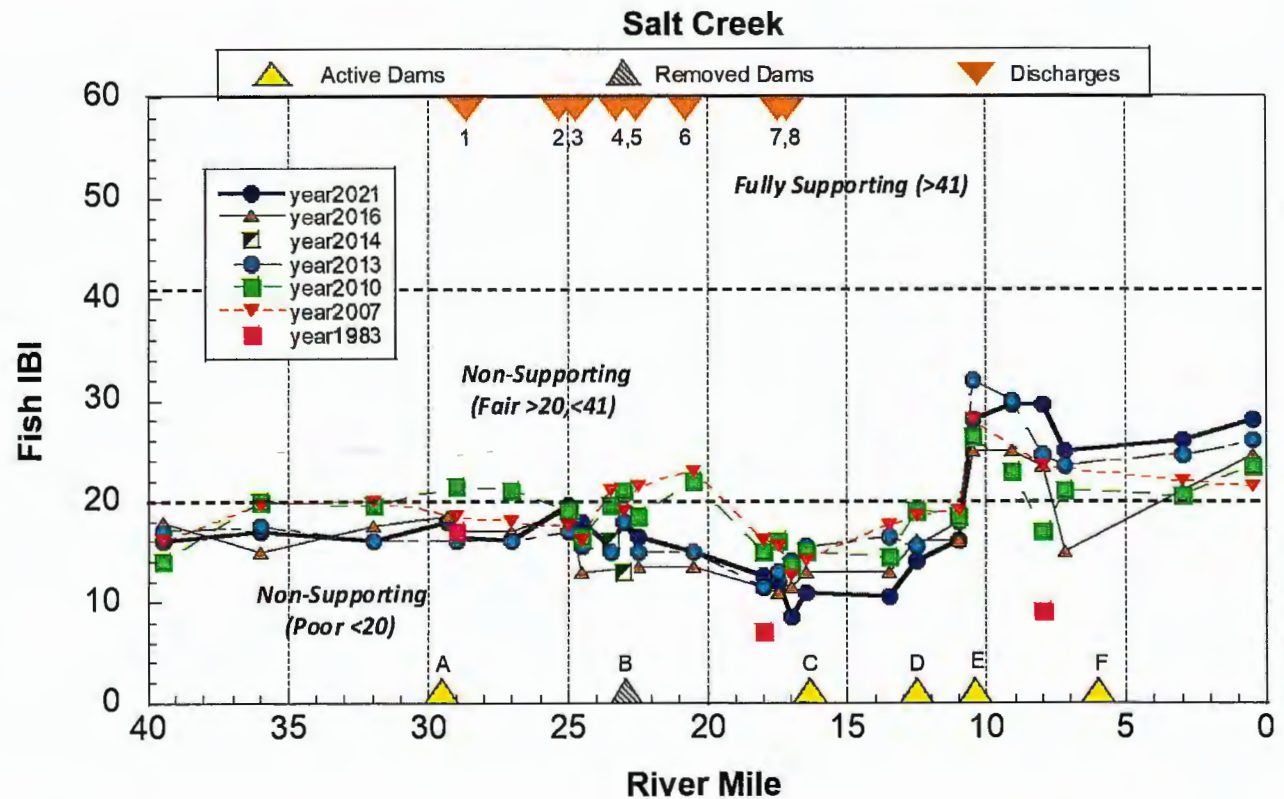 Salt Creek
Active Dams Removed Dams Discharges
60
50
40
30
20
10
0
Fish IBI
1 2,3 4,5 6 7,8
Fully Supporting (>41)
year2021
year2016
year2014
year2013
year2010
year2007
year1983
Non-Supporting
(Fair >20,<41)
Non-Supporting
(Poor <20)
A B C D E F
40 35 30 25 20 15 10 5 0
River Mile